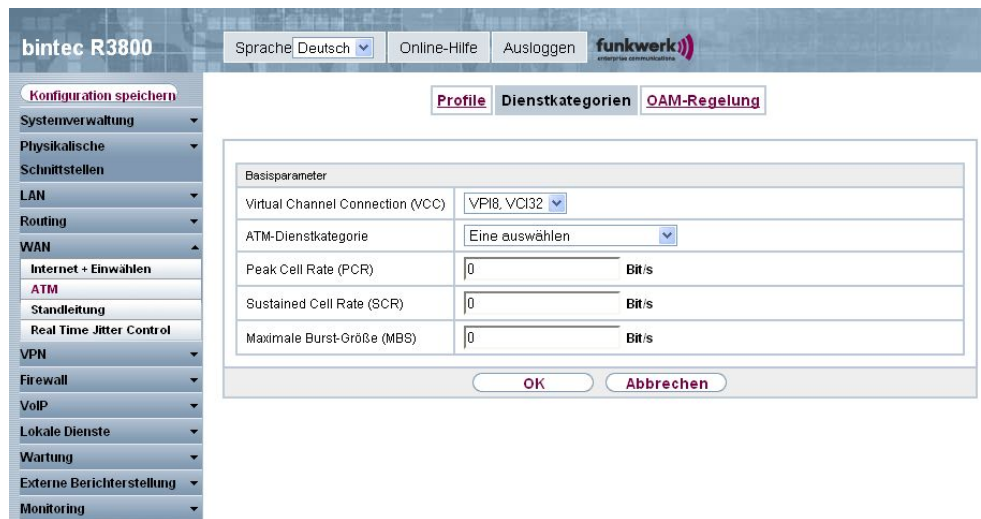 bintec R3800
Sprache Deutsch Online-Hilfe Ausloggen funkwerk
enterprise communications
Konfiguration speichern
Systemverwaltung
Physikalische
Schnittstellen
LAN
Routing
WAN
Internet + Einwählen
ATM
Standleitung
Real Time Jitter Control
VPN
Firewall
VoIP
Lokale Dienste
Wartung
Externe Berichterstellung
Monitoring
Profile Dienstkategorien OAM-Regelung
Basisparameter
Virtual Channel Connection (VCC) VPI8, VCI32
ATM-Dienstkategorie Eine auswählen
Peak Cell Rate (PCR) 0 Bit/s
Sustained Cell Rate (SCR) 0 Bit/s
Maximale Burst-Größe (MBS) 0 Bit/s
OK Abbrechen